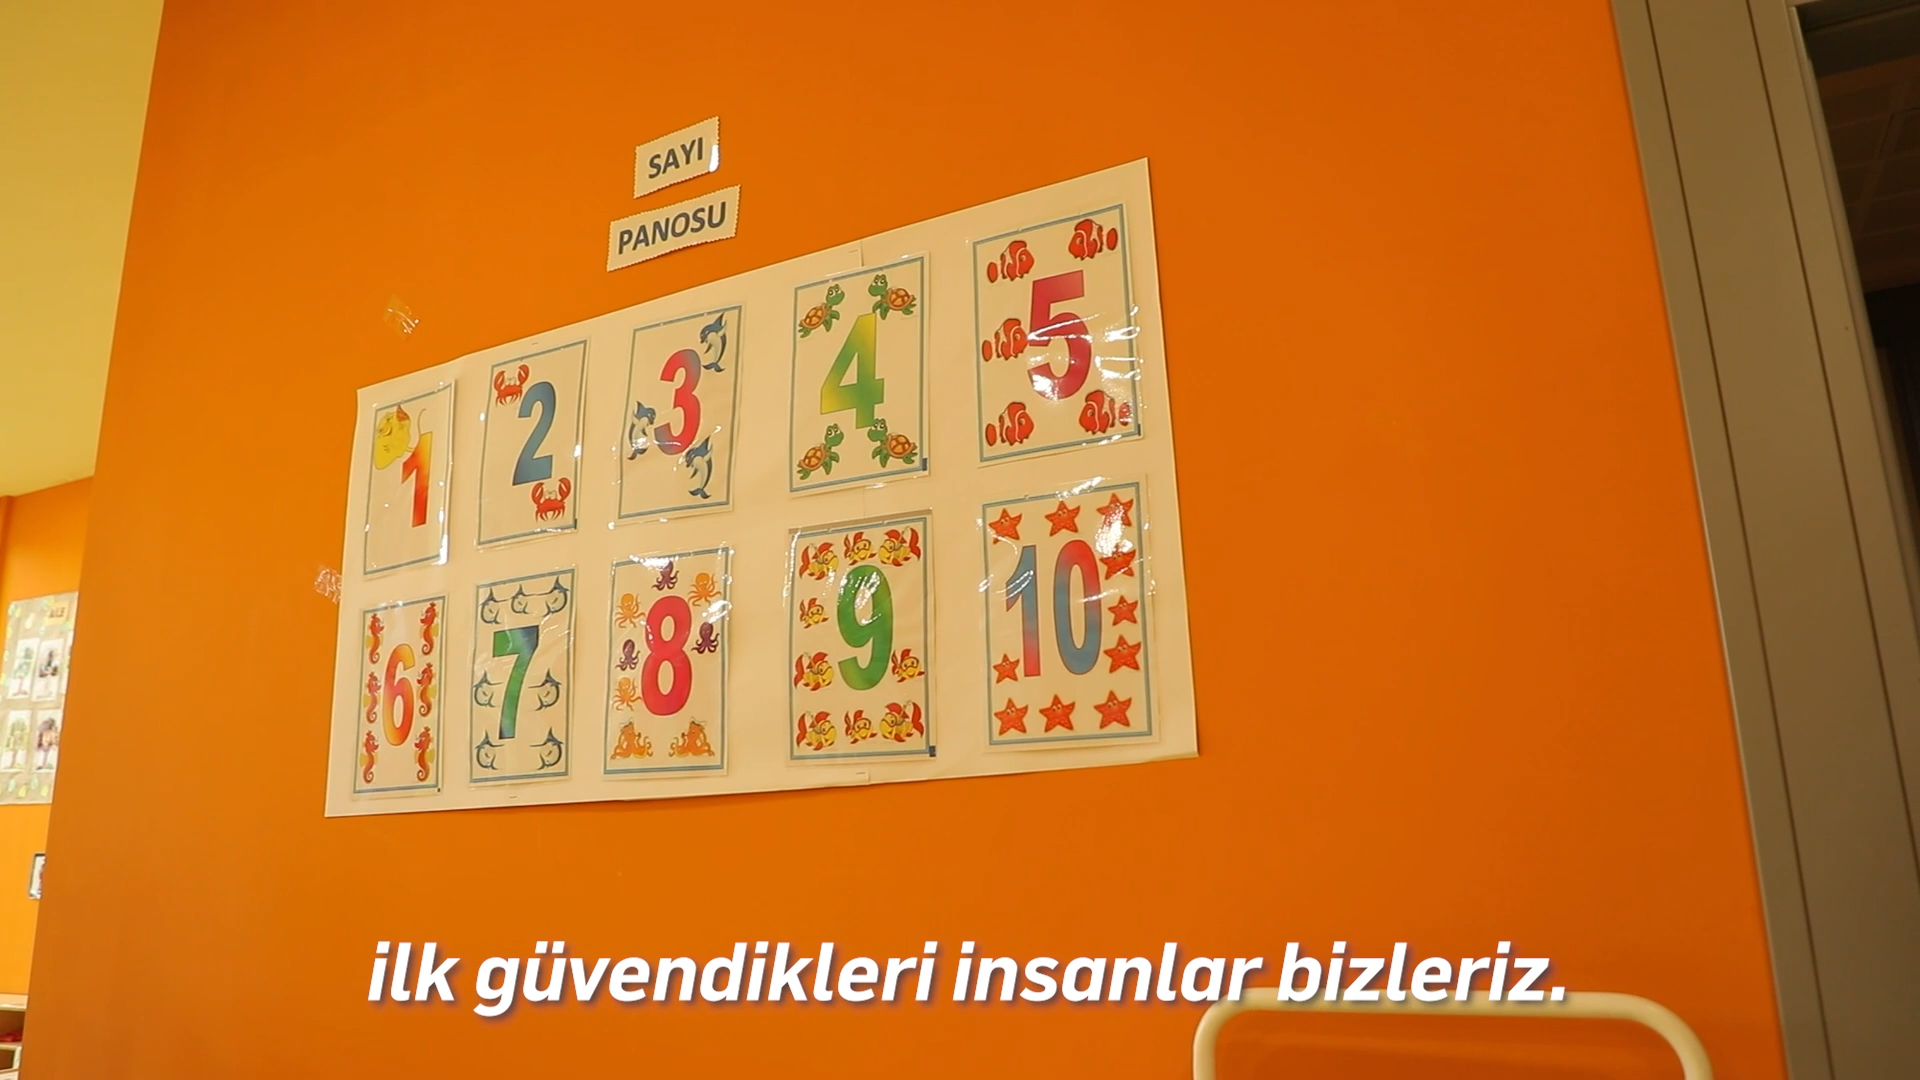 SAYI
PANOSU
1 2 3 4 5
6 7 8 9 10
ilk güvendikleri insanlar bizleriz.